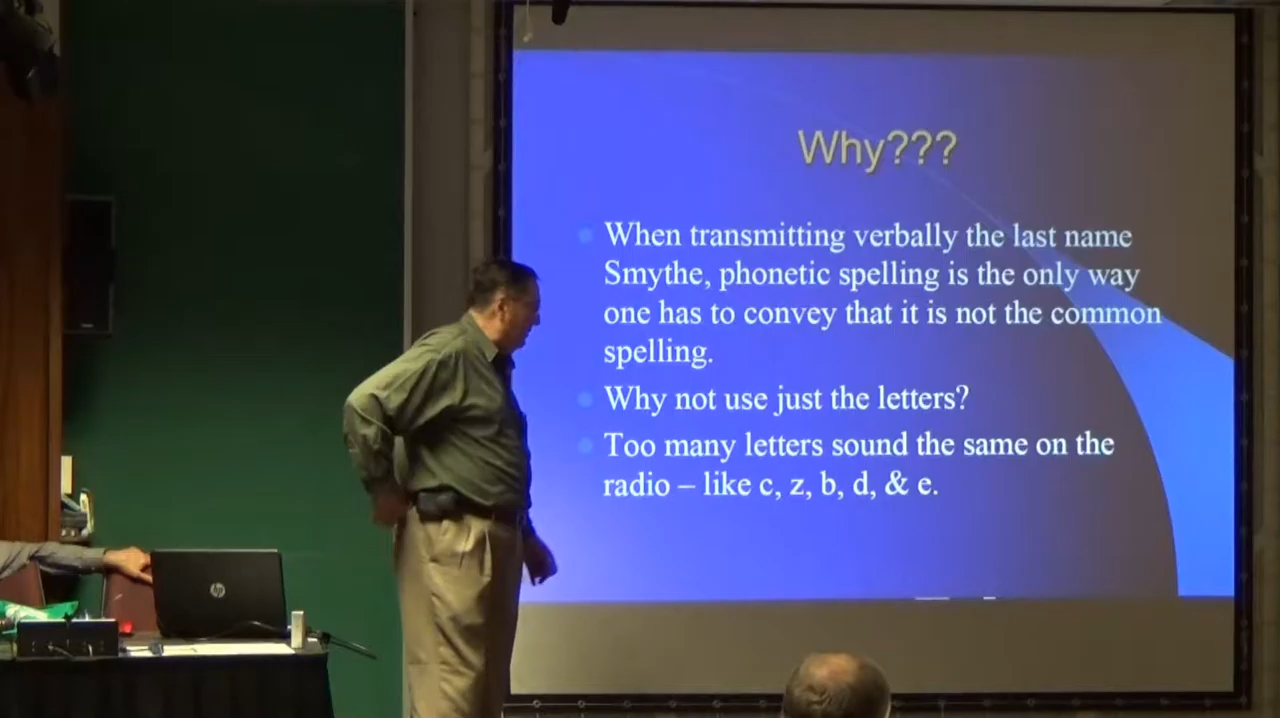 Why???
When transmitting verbally the last name
Smythe, phonetic spelling is the only way
one has to convey that it is not the common
spelling.
Why not use just the letters?
Too many letters sound the same on the
radio – like c, z, b, d, & e.
hp